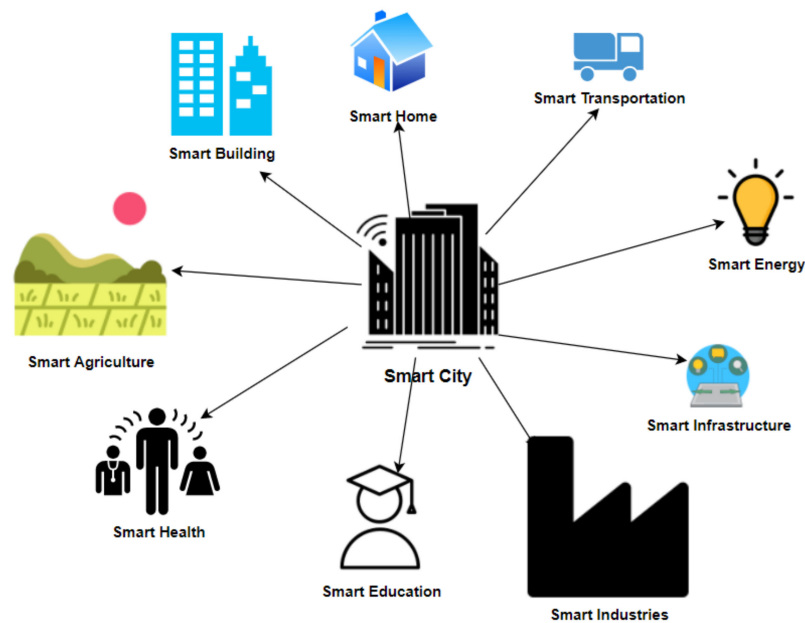 Smart Home
Smart Transportation
Smart Building
Smart Energy
Smart Agriculture
Smart City
Smart Infrastructure
Smart Health
Smart Education
Smart Industries